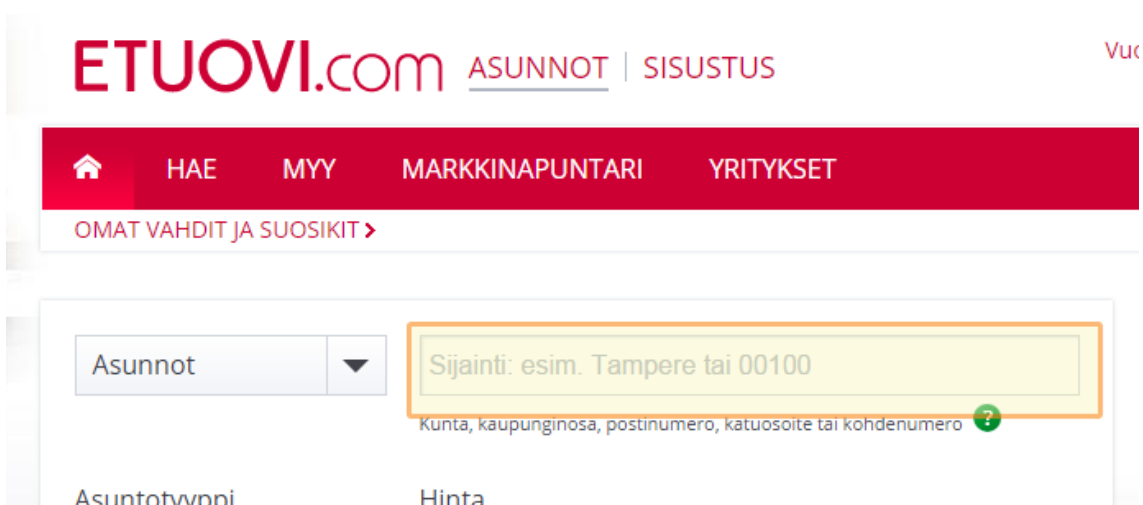 ETUOVI.com ASUNNOT SISUSTUS
HAE MYY MARKKINAPUNTARI YRITYKSET
OMAT VAHDIT JA SUOSIKIT
Asunnot Sijainti: esim. Tampere tai 00100
Kunta, kaupunginosa, postinumero, katuosoite tai kohdenumero ?
Asuntotyyppi Hinta